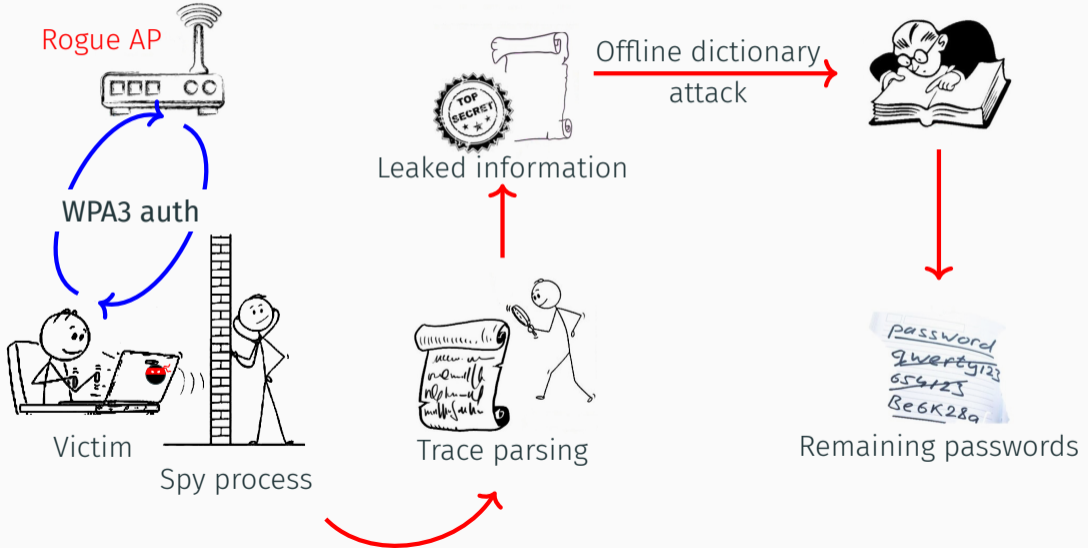 Rogue AP
WPA3 auth
Victim
Spy process
Trace parsing
TOP
SECRET
Leaked information
Offline dictionary
attack
password
qwerty123
654123
Be6K28a
Remaining passwords